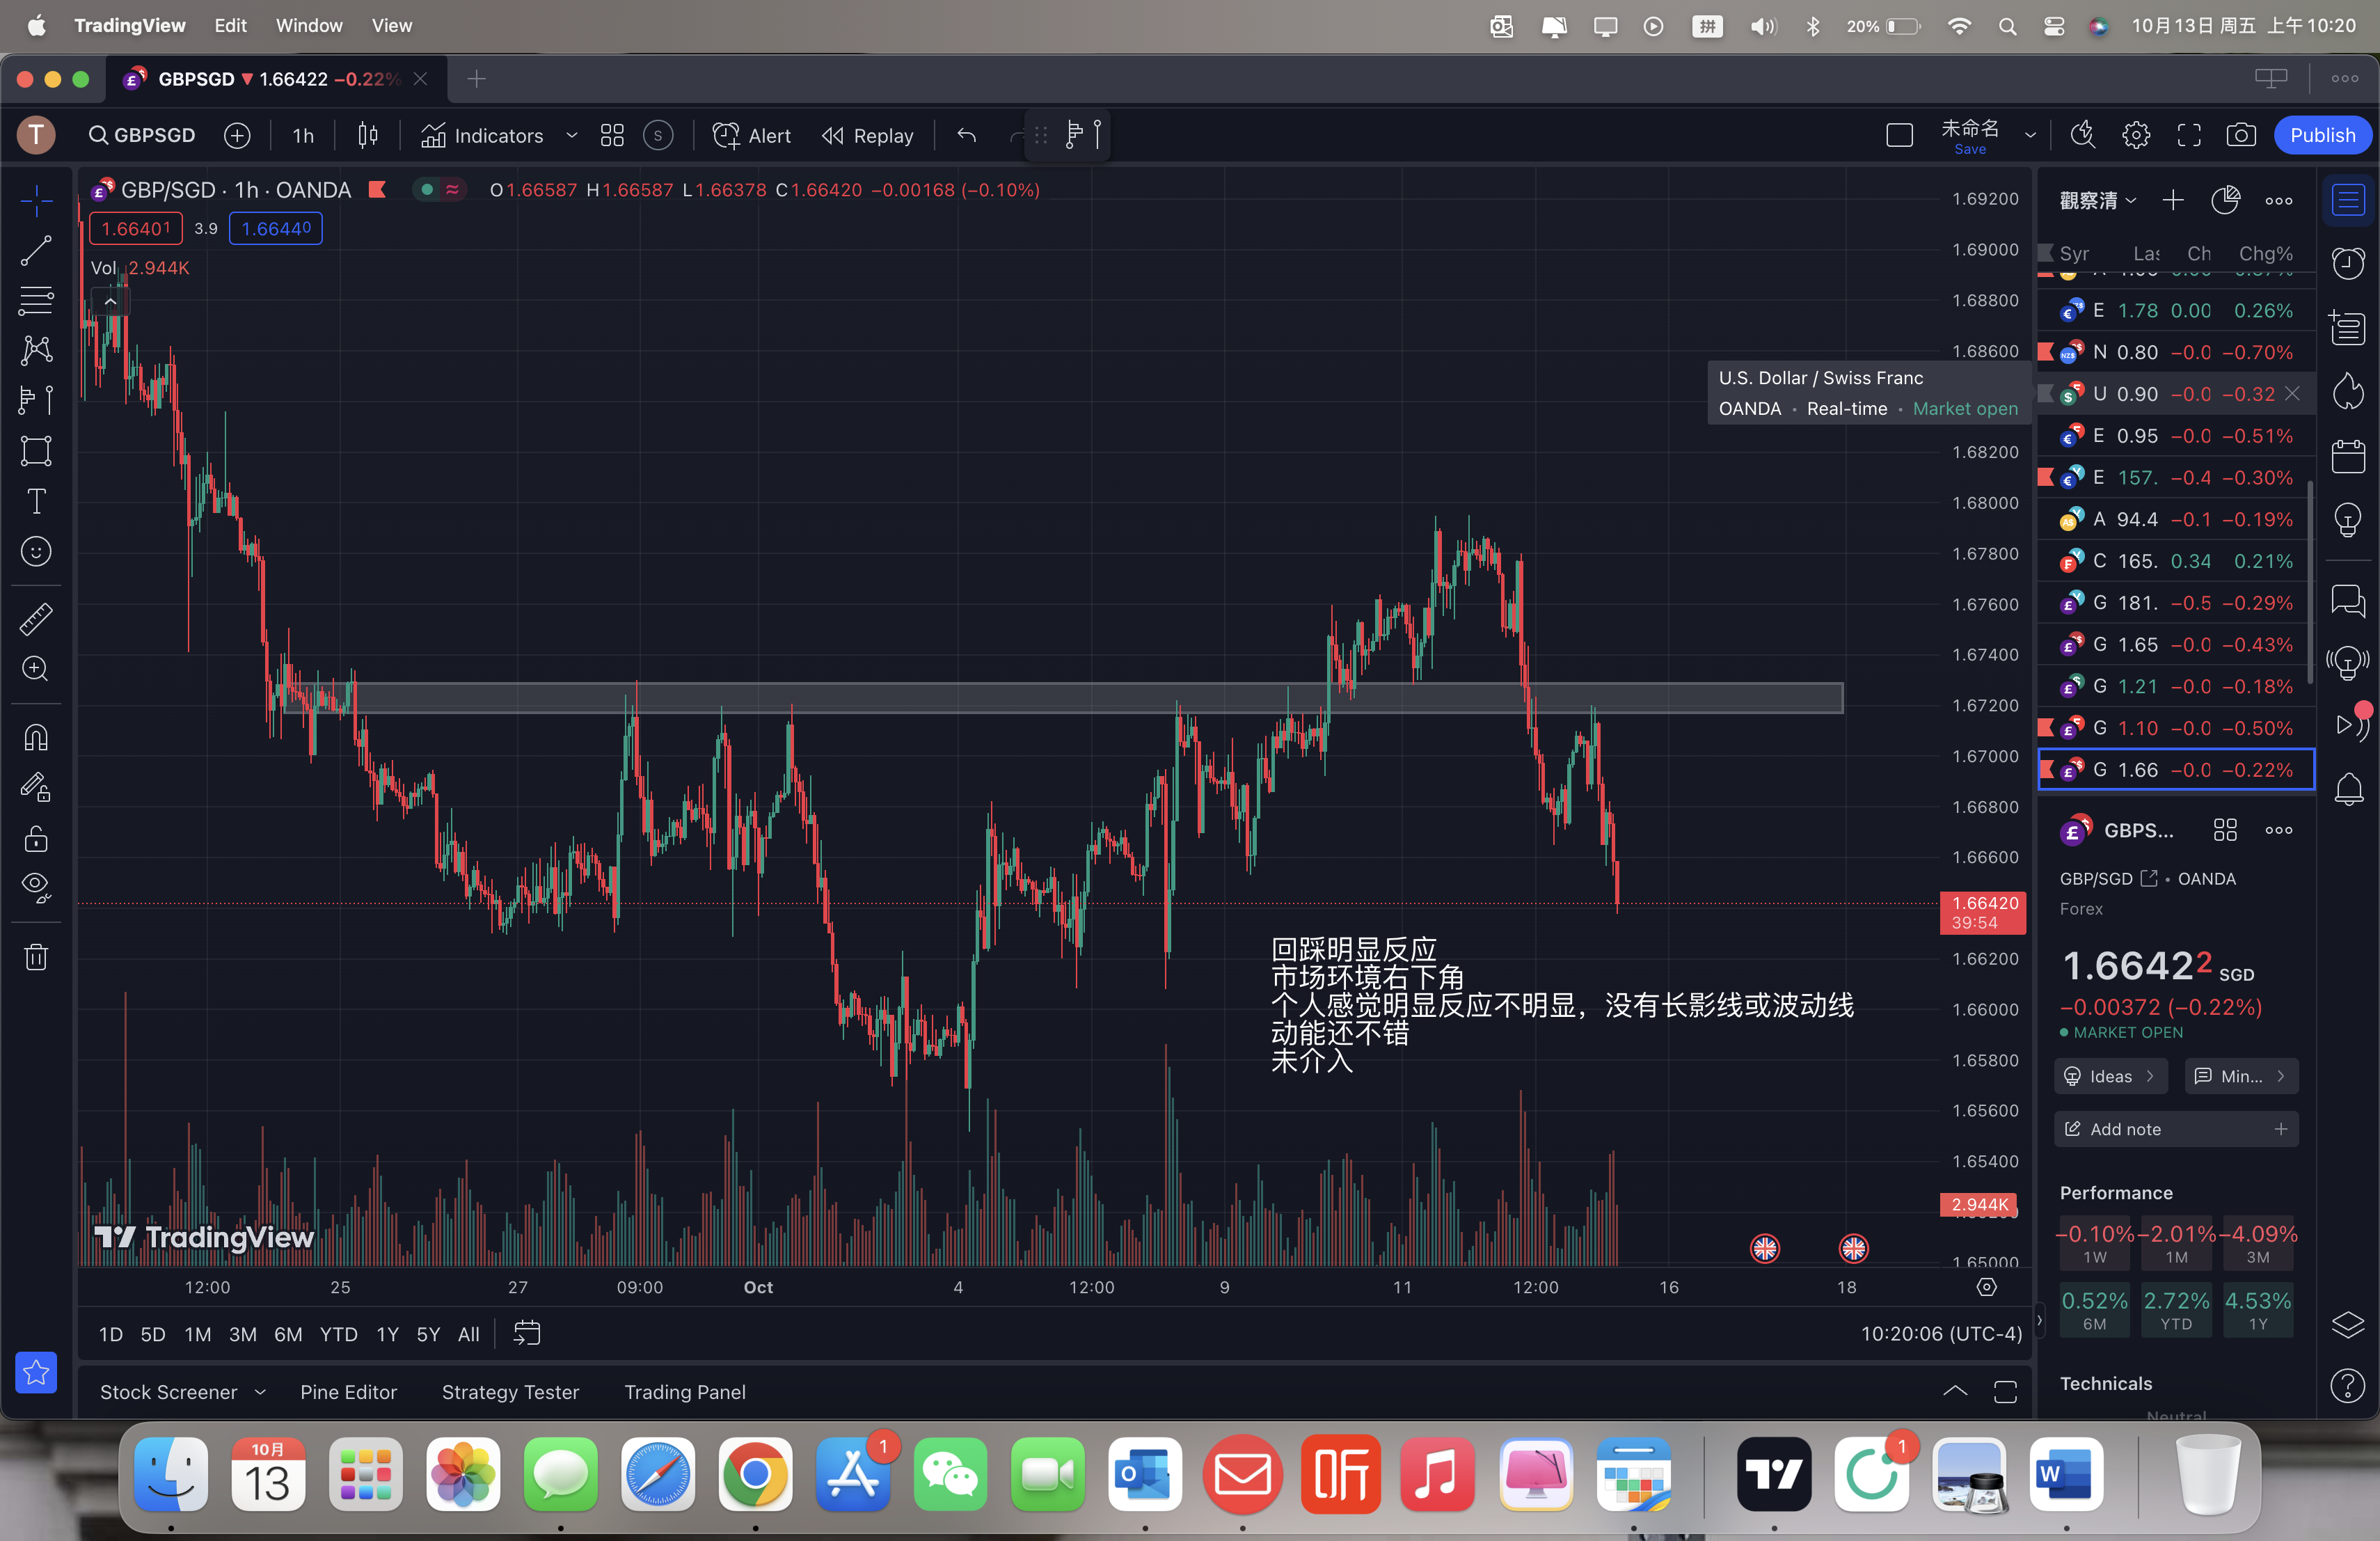 TradingView Edit Window View 20% 10月13日 周五 上午10:20
GBPSGD ▼ 1.66422 −0.22%
T GBPSGD 1h Indicators S Alert Replay 未命名 Save Publish
GBP/SGD · 1h · OANDA O1.66587 H1.66587 L1.66378 C1.66420 −0.00168 (−0.10%)
1.66401 3.9 1.66440
Vol 2.944K
1.69200
1.69000
1.68800
1.68600
U.S. Dollar / Swiss Franc
OANDA • Real-time • Market open
1.68200
1.68000
1.67800
1.67600
1.67400
1.67200
1.67000
1.66800
1.66600
1.66420
39:54
1.66200
1.66000
1.65800
1.65600
1.65400
2.944K
1.65000
回踩明显反应
市场环境右下角
个人感觉明显反应不明显，没有长影线或波动线
动能还不错
未介入
TradingView
12:00 25 27 09:00 Oct 4 12:00 9 11 12:00 16 18
1D 5D 1M 3M 6M YTD 1Y 5Y All 10:20:06 (UTC-4)
Stock Screener Pine Editor Strategy Tester Trading Panel
觀察清
Syr Las Ch Chg%
E 1.78 0.00 0.26%
N 0.80 −0.0 −0.70%
U 0.90 −0.0 −0.32
E 0.95 −0.0 −0.51%
E 157. −0.4 −0.30%
A 94.4 −0.1 −0.19%
C 165. 0.34 0.21%
G 181. −0.5 −0.29%
G 1.65 −0.0 −0.43%
G 1.21 −0.0 −0.18%
G 1.10 −0.0 −0.50%
G 1.66 −0.0 −0.22%
GBPS...
GBP/SGD • OANDA
Forex
1.66422 SGD
−0.00372 (−0.22%)
MARKET OPEN
Ideas Min...
Add note
Performance
−0.10% −2.01% −4.09%
1W 1M 3M
0.52% 2.72% 4.53%
6M YTD 1Y
Technicals
Neutral
10月
13
1
听
1